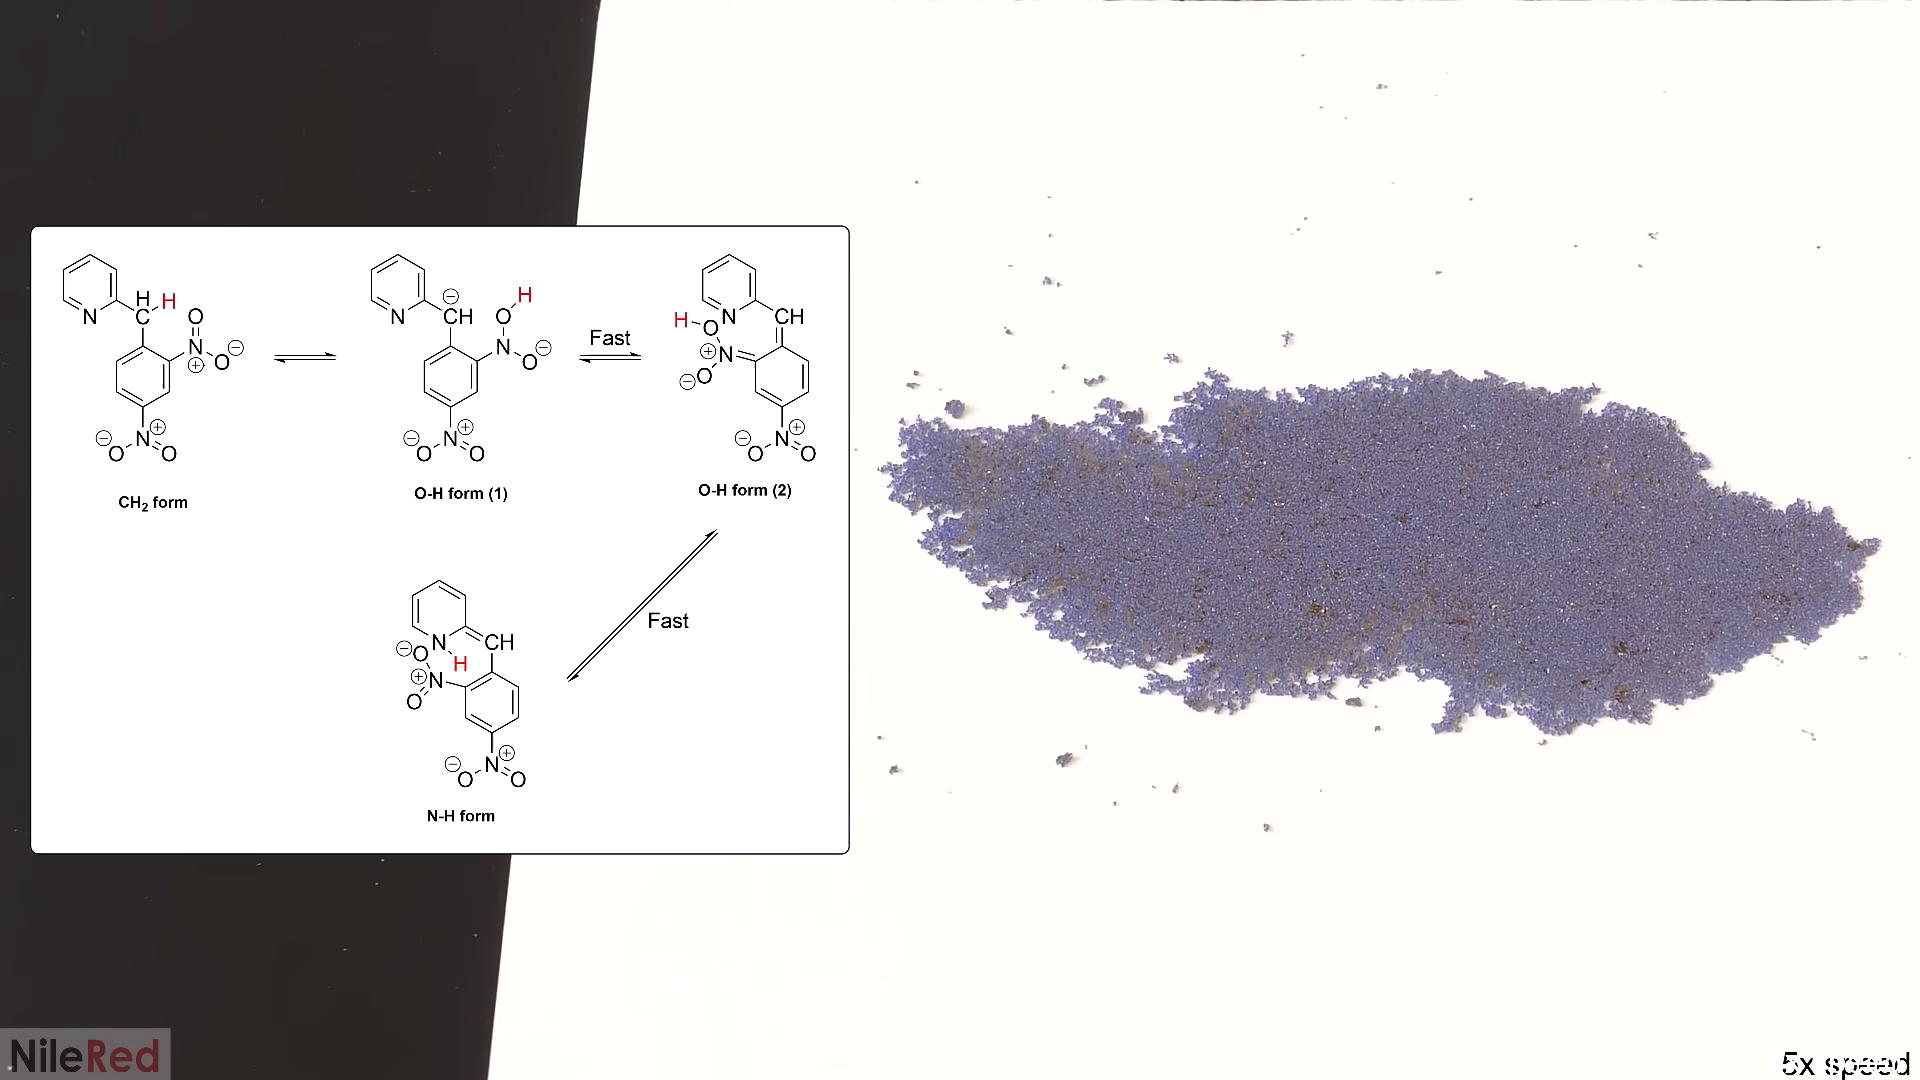 H
H
N
C
O
N
O
⊖
⊕
⊖
O
N
⊕
O
CH₂ form
⊖
H
N
CH
O
N
O
⊖
⊖
O
N
⊕
O
O-H form (1)
Fast
H
O
N
CH
⊕
N
⊖
O
⊖
O
N
⊕
O
O-H form (2)
Fast
⊖
O
N
H
CH
⊕
N
O
⊖
O
N
⊕
O
N-H form
NileRed
5x speed